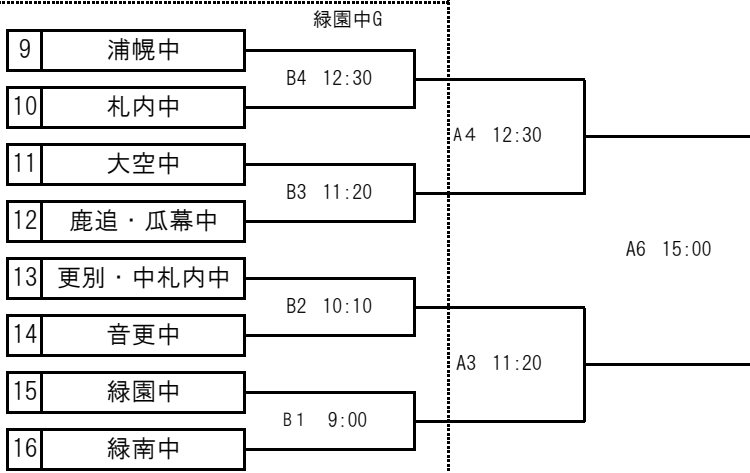 緑園中G
9 浦幌中
B4 12:30
10 札内中
A4 12:30
11 大空中
B3 11:20
12 鹿追・瓜幕中
A6 15:00
13 更別・中札内中
B2 10:10
14 音更中
A3 11:20
15 緑園中
B1 9:00
16 緑南中